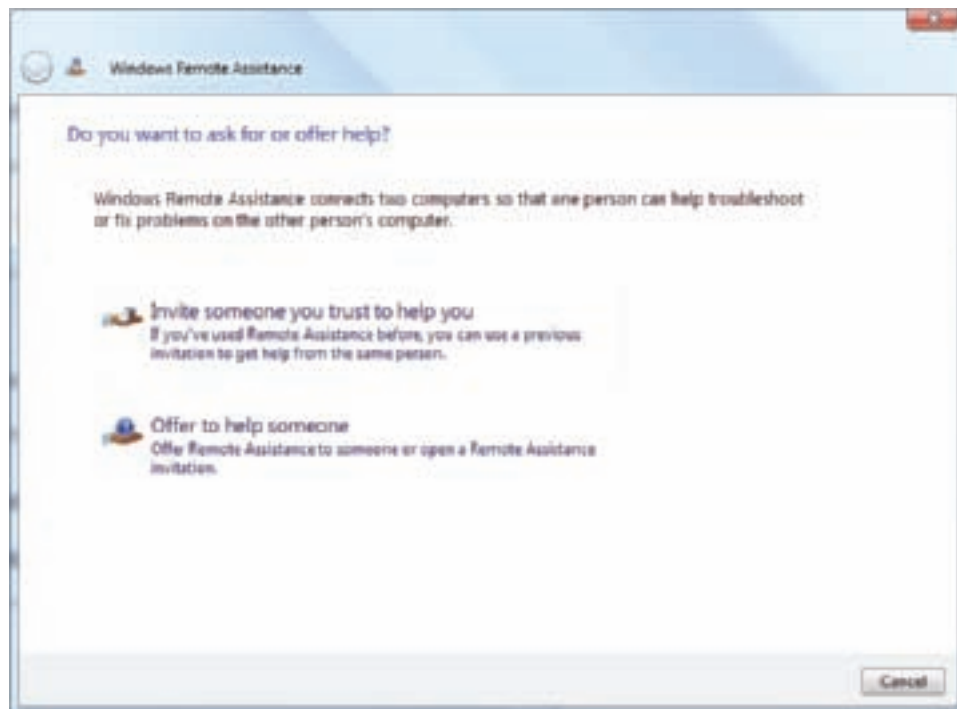 Windows Remote Assistance
Do you want to ask for or offer help?
Windows Remote Assistance connects two computers so that one person can help troubleshoot
or fix problems on the other person's computer.
Invite someone you trust to help you
If you've used Remote Assistance before, you can use a previous
invitation to get help from the same person.
Offer to help someone
Offer Remote Assistance to someone or open a Remote Assistance
invitation.
Cancel